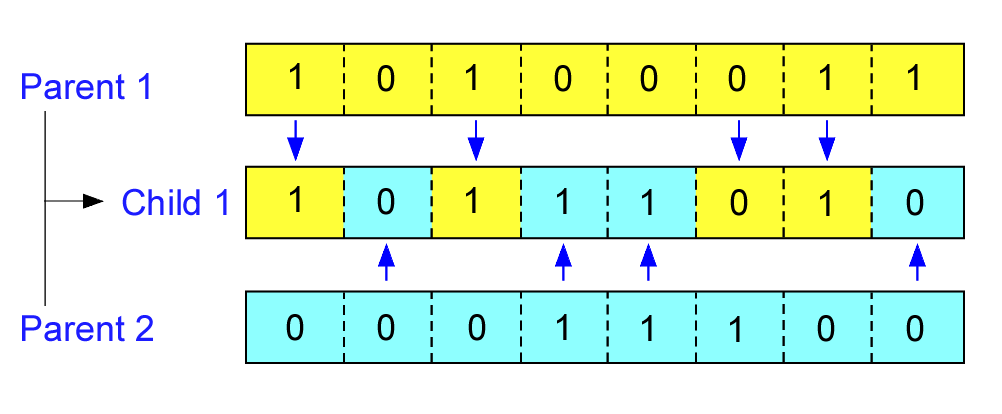 Parent 1 1 0 1 0 0 0 1 1
Child 1 1 0 1 1 1 0 1 0
Parent 2 0 0 0 1 1 1 0 0